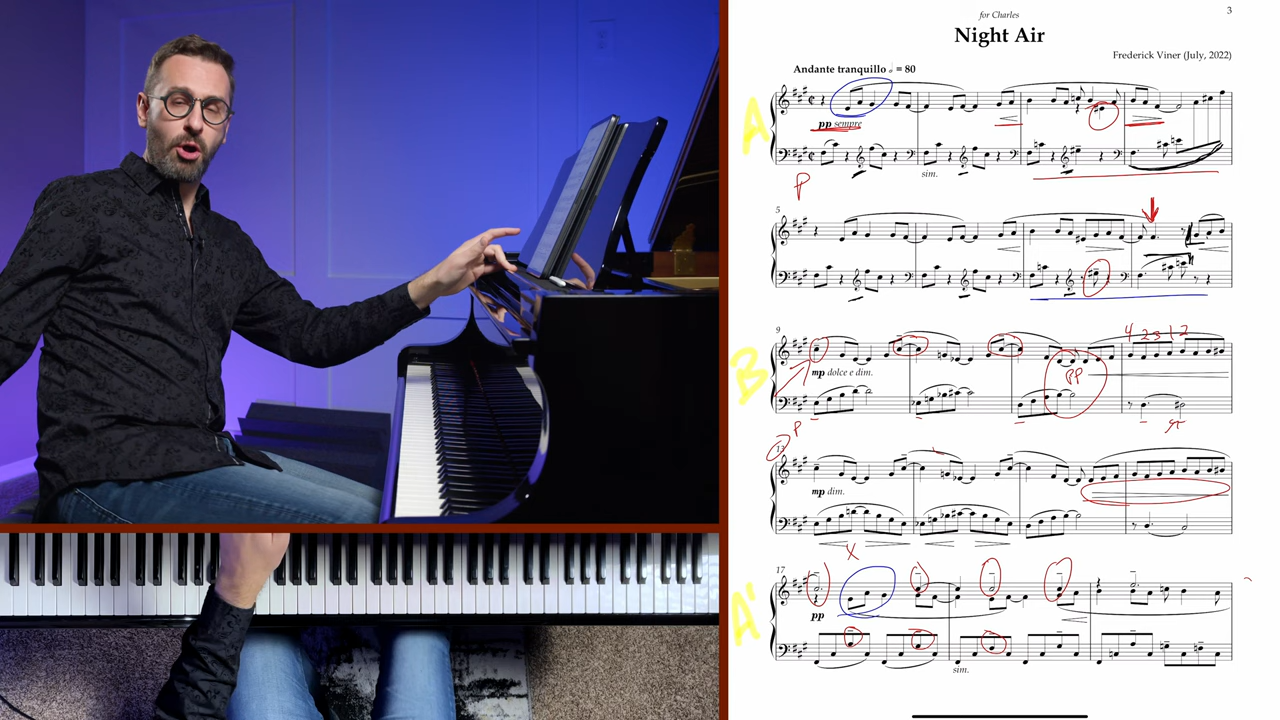 for Charles
3
Night Air
Frederick Viner (July, 2022)
Andante tranquillo = 80
A
pp sempre
sim.
P
5
9
4 2 3 1 2
B
mp dolce e dim.
pp
P
13
mp dim.
X
17
A'
pp
sim.